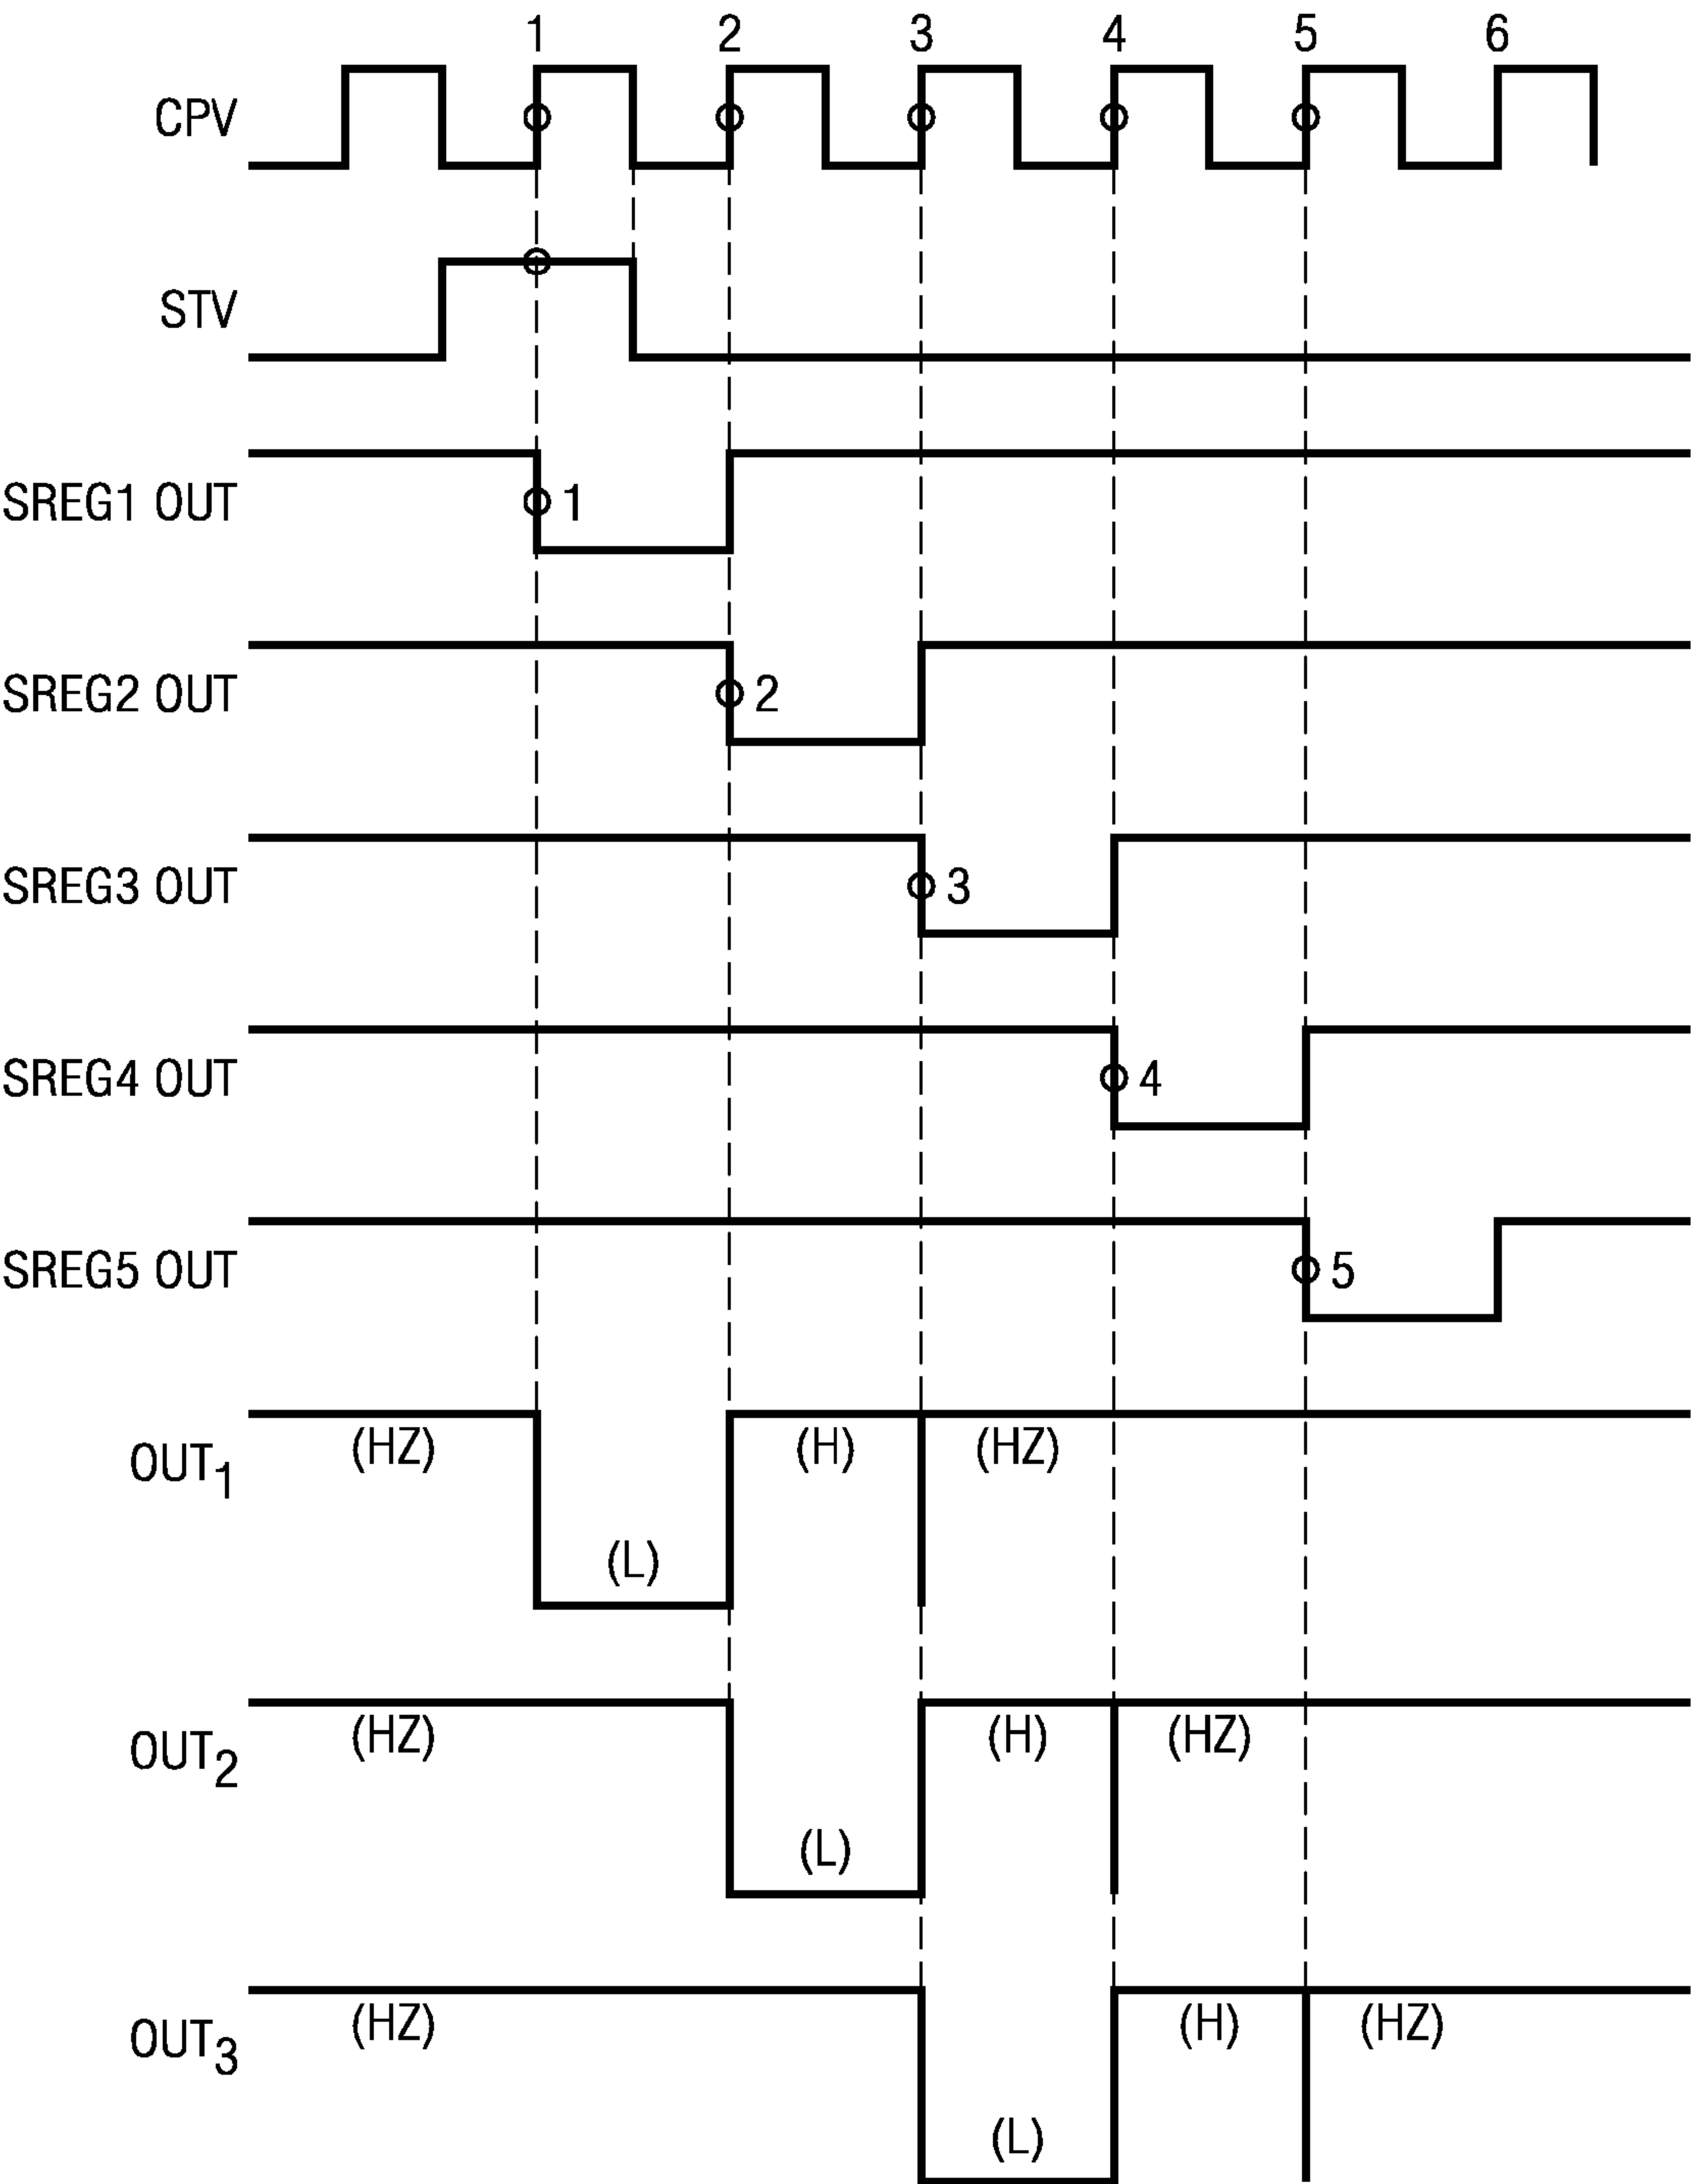 1 2 3 4 5 6
CPV
STV
SREG1 OUT 1
SREG2 OUT 2
SREG3 OUT 3
SREG4 OUT 4
SREG5 OUT 5
OUT1 (HZ) (H) (HZ)
(L)
OUT2 (HZ) (H) (HZ)
(L)
OUT3 (HZ) (H) (HZ)
(L)